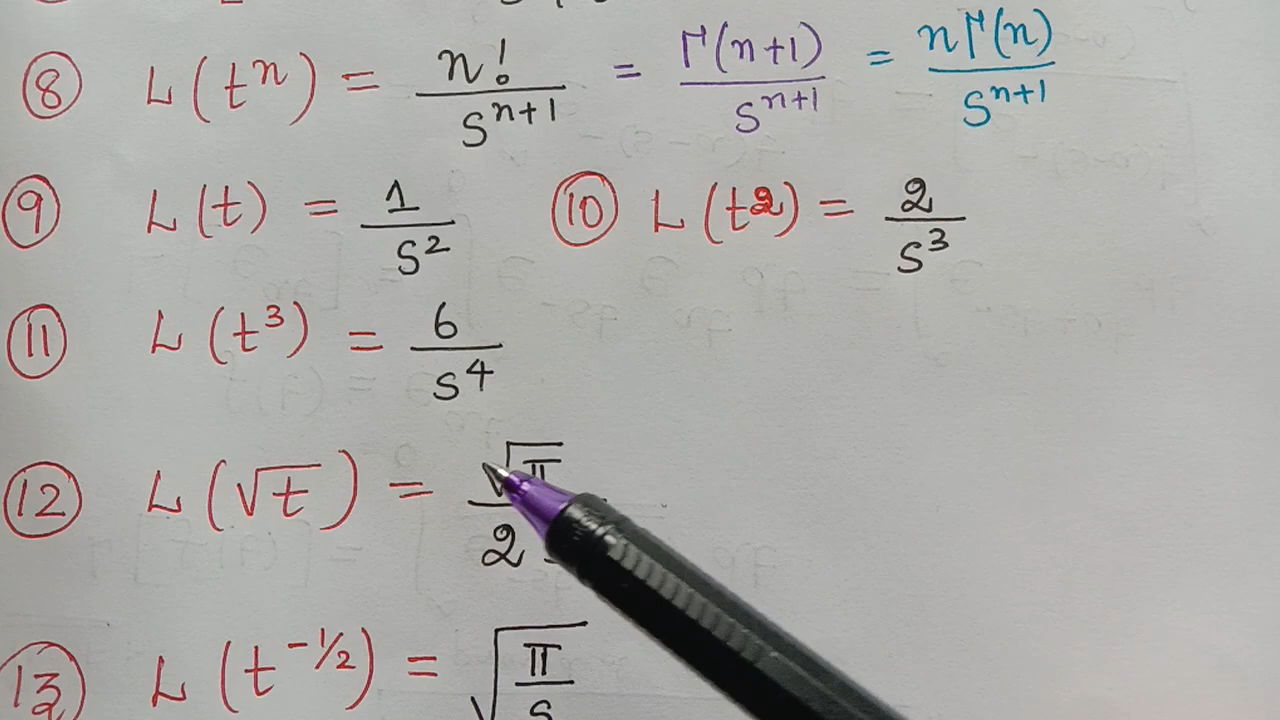 ⑧ L(tⁿ) = n!/sⁿ⁺¹ = Γ(n+1)/sⁿ⁺¹ = nΓ(n)/sⁿ⁺¹
⑨ L(t) = 1/s² ⑩ L(t2) = 2/s³
⑪ L(t³) = 6/s⁴
⑫ L(√t) = √π/2
⑬ L(t^(-1/2)) = √(π/s)